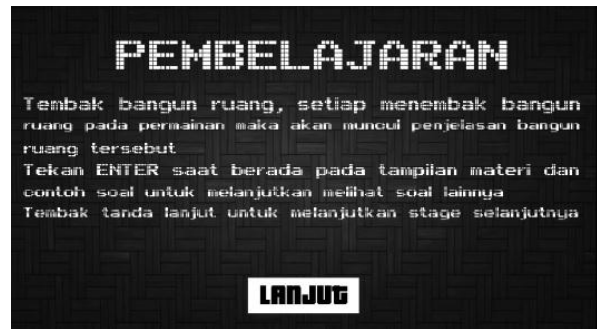 PEMBELAJARAN
Tembak bangun ruang, setiap menembak bangun
ruang pada permainan maka akan muncul penjelasan bangun
ruang tersebut
Tekan ENTER saat berada pada tampilan materi dan
contoh soal untuk melanjutkan melihat soal lainnya
Tembak tanda lanjut untuk melanjutkan stage selanjutnya
LANJUT